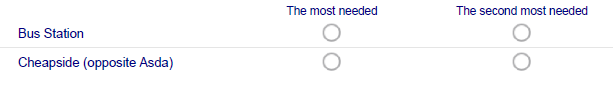 The most needed The second most needed
Bus Station
Cheapside (opposite Asda)